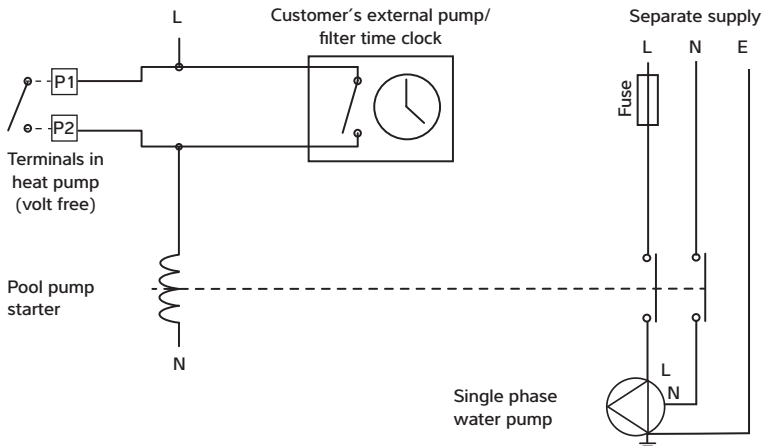 L
Customer's external pump/
filter time clock
Separate supply
L N E
Fuse
P1
P2
Terminals in
heat pump
(volt free)
Pool pump
starter
N
L
N
Single phase
water pump